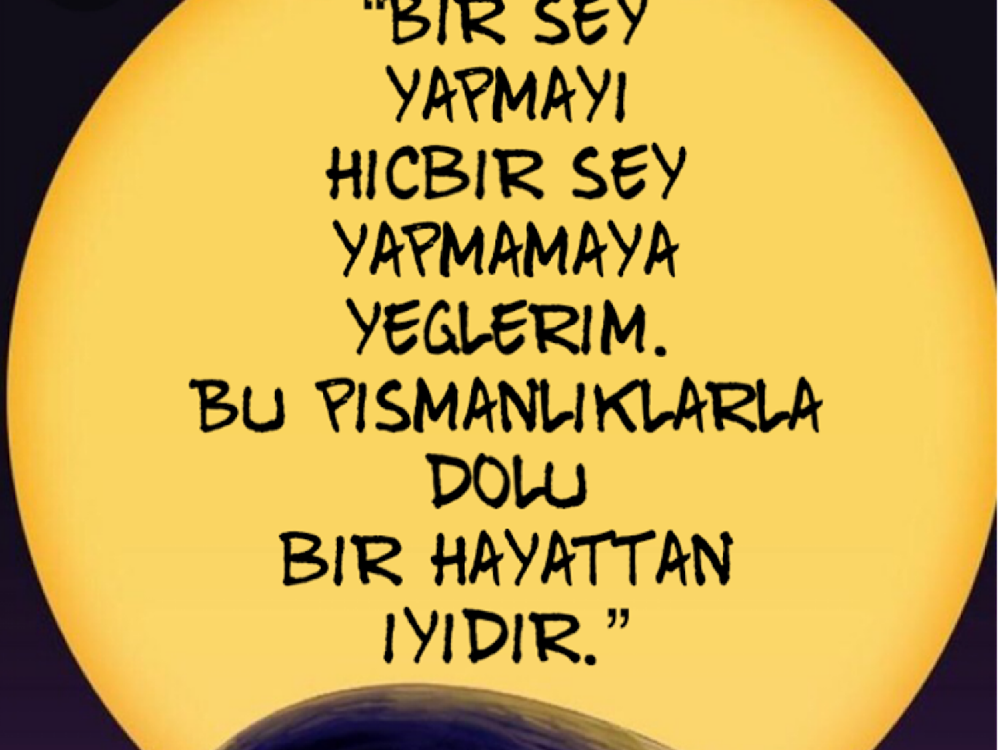 “BIR SEY
YAPMAYI
HICBIR SEY
YAPMAMAYA
YEGLERIM.
BU PISMANLIKLARLA
DOLU
BIR HAYATTAN
IYIDIR.”